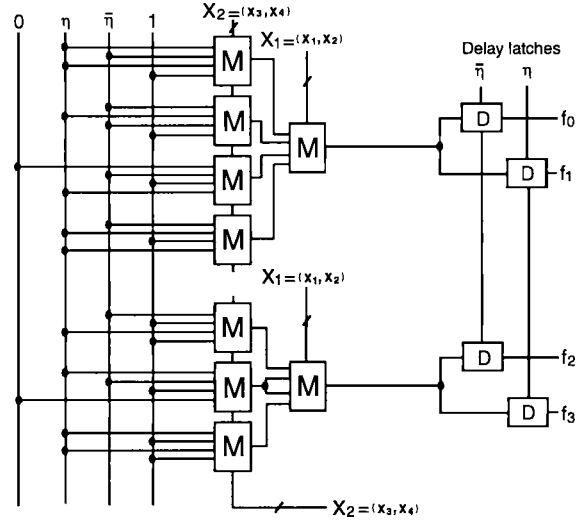 X₂=(x₃,x₄)
0 η η̄ 1
X₁=(x₁,x₂)
Delay latches
η̄ η
M
D f₀
M
M
D f₁
M
M
X₁=(x₁,x₂)
M
D f₂
M
M
D f₃
M
X₂=(x₃,x₄)